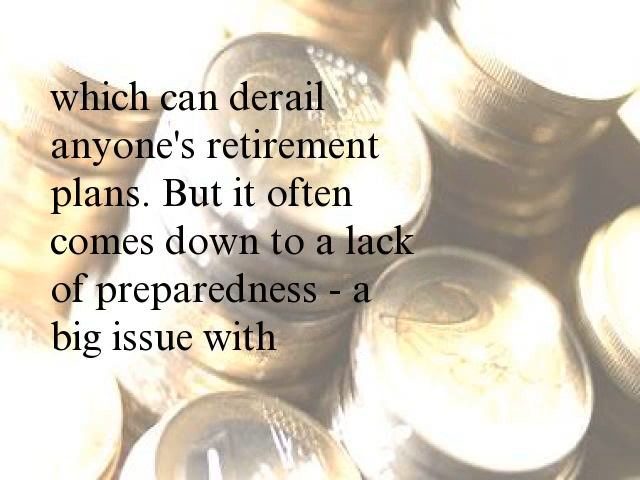 which can derail
anyone's retirement
plans. But it often
comes down to a lack
of preparedness - a
big issue with